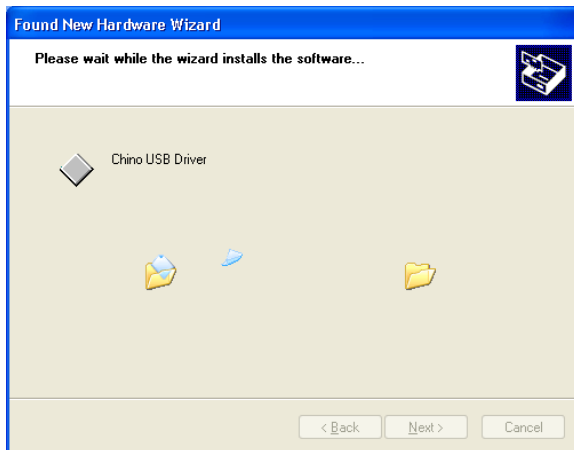 Found New Hardware Wizard
Please wait while the wizard installs the software...
Chino USB Driver
< Back
Next >
Cancel